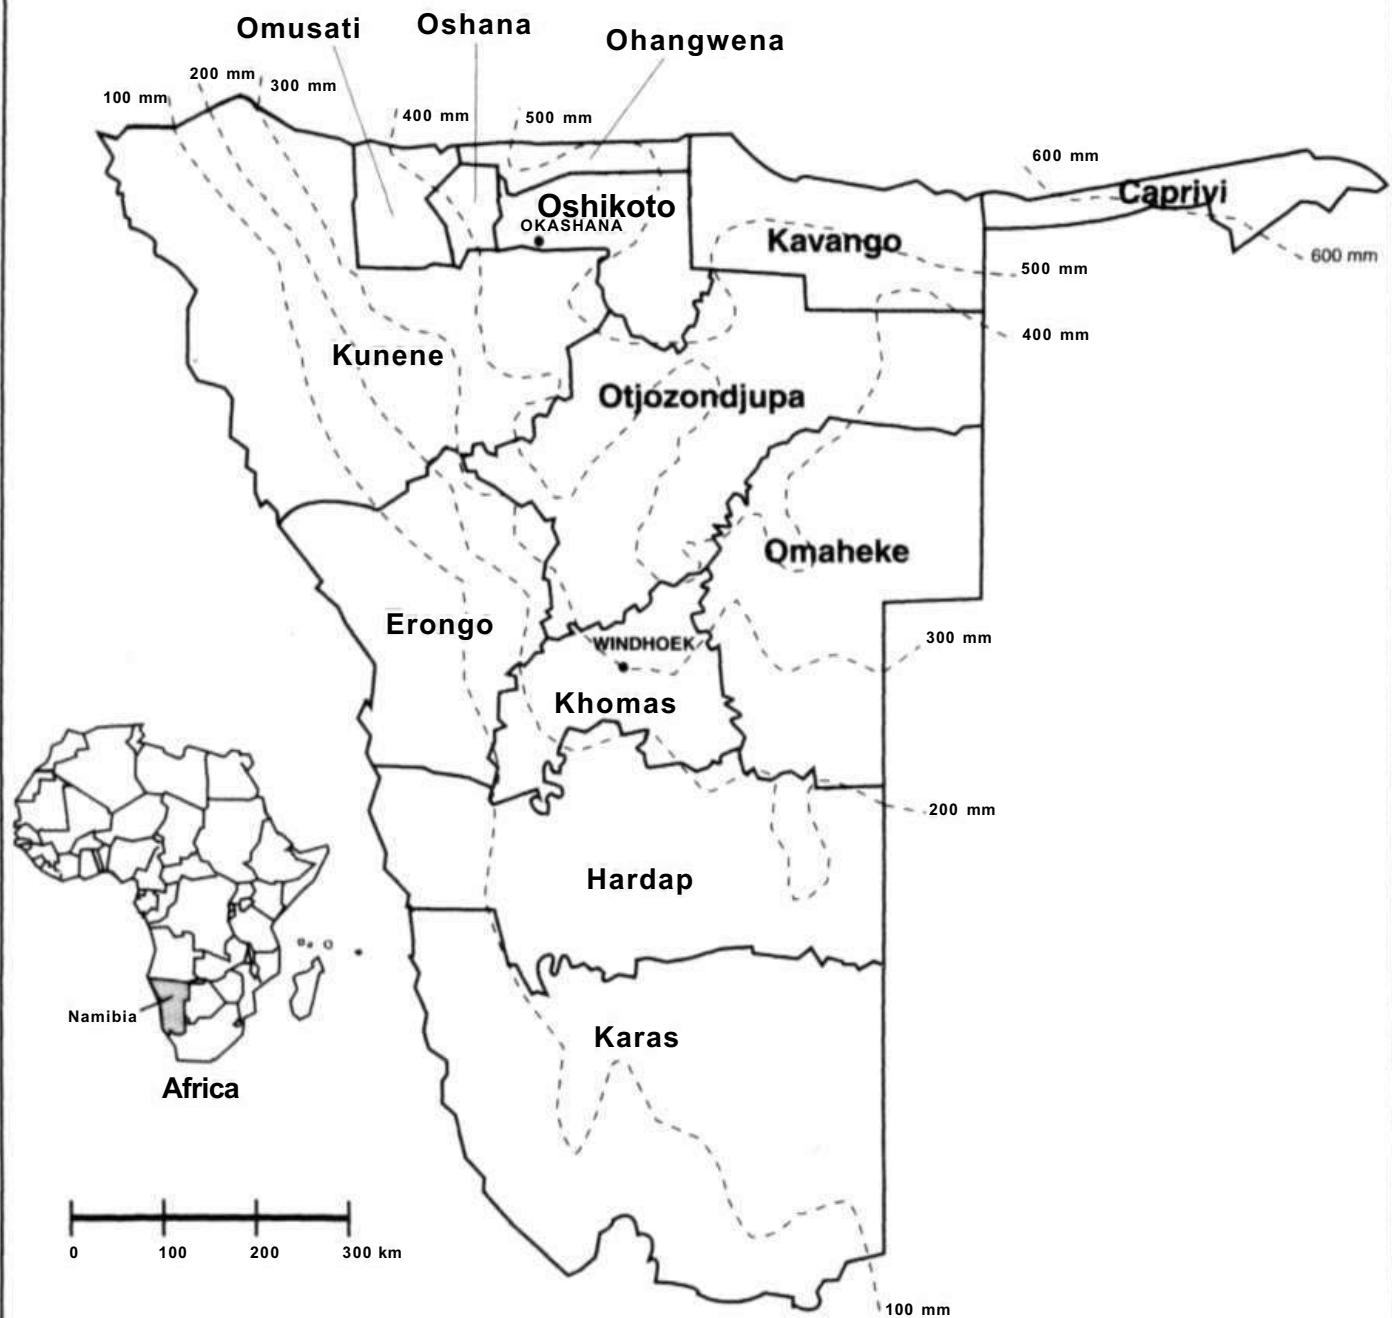 Omusati
Oshana
Ohangwena
100 mm
200 mm
300 mm
400 mm
500 mm
600 mm
Caprivi
Oshikoto
OKASHANA
Kavango
600 mm
500 mm
400 mm
Kunene
Otjozondjupa
Omaheke
Erongo
WINDHOEK
300 mm
Khomas
200 mm
Hardap
Namibia
Karas
Africa
0 100 200 300 km
100 mm